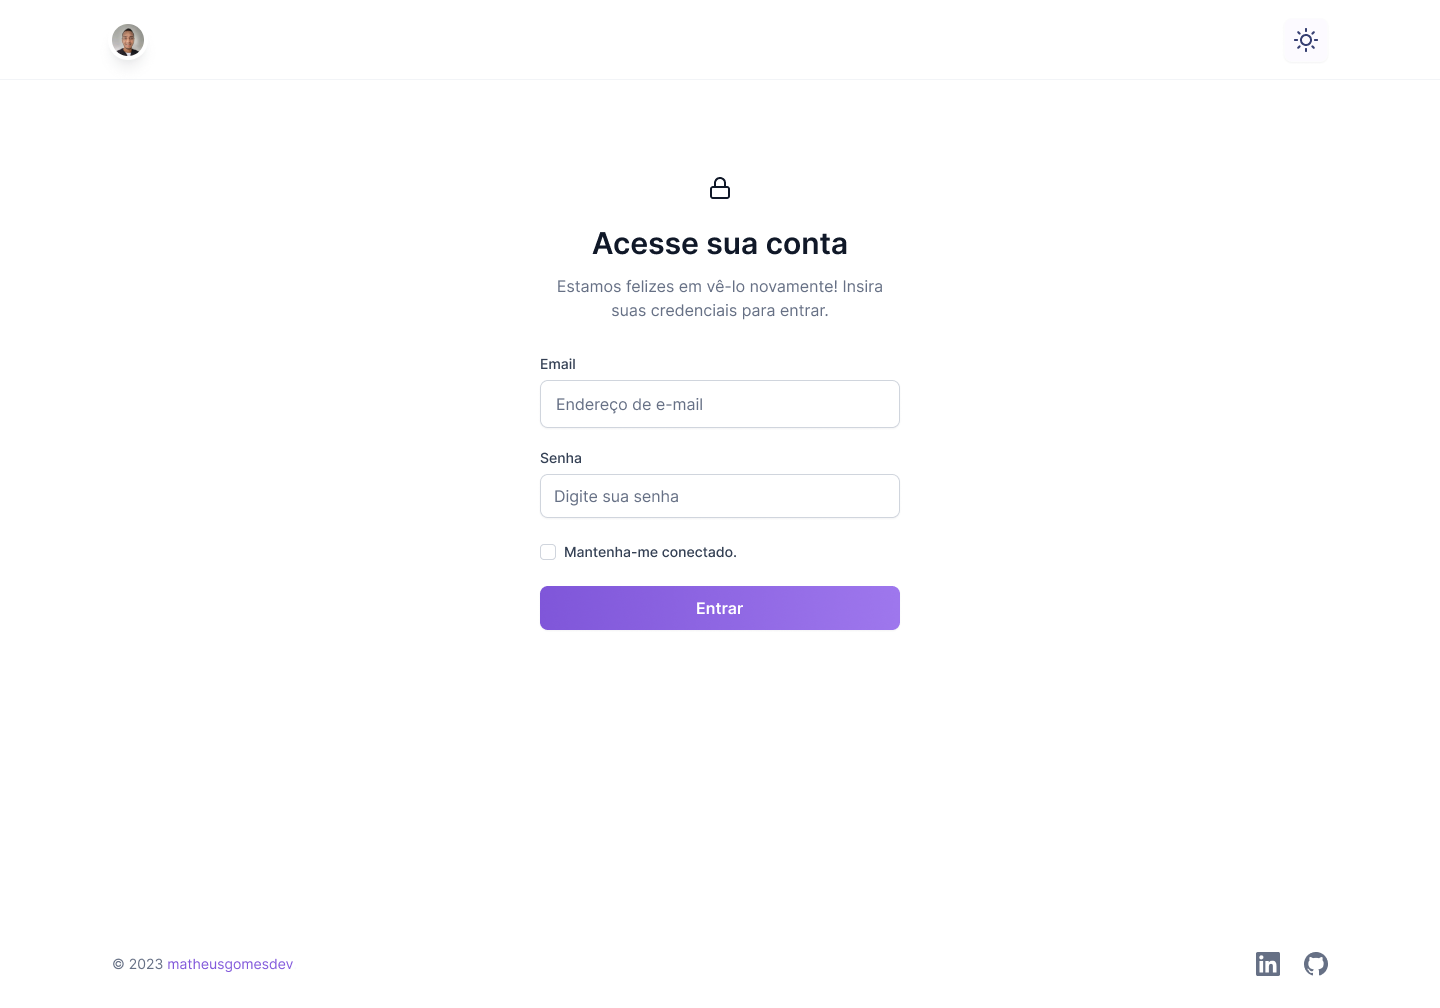 Acesse sua conta
Estamos felizes em vê-lo novamente! Insira
suas credenciais para entrar.
Email
Endereço de e-mail
Senha
Digite sua senha
Mantenha-me conectado.
Entrar
© 2023 matheusgomesdev
in